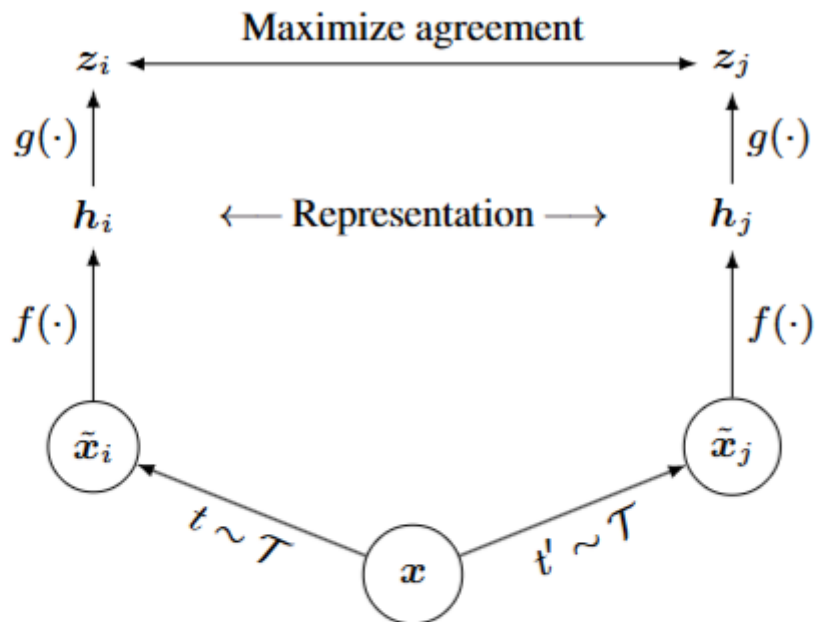 Maximize agreement
z_i z_j
g(·) g(·)
h_i ← Representation → h_j
f(·) f(·)
x̃_i x̃_j
t ∼ 𝒯 t′ ∼ 𝒯
x